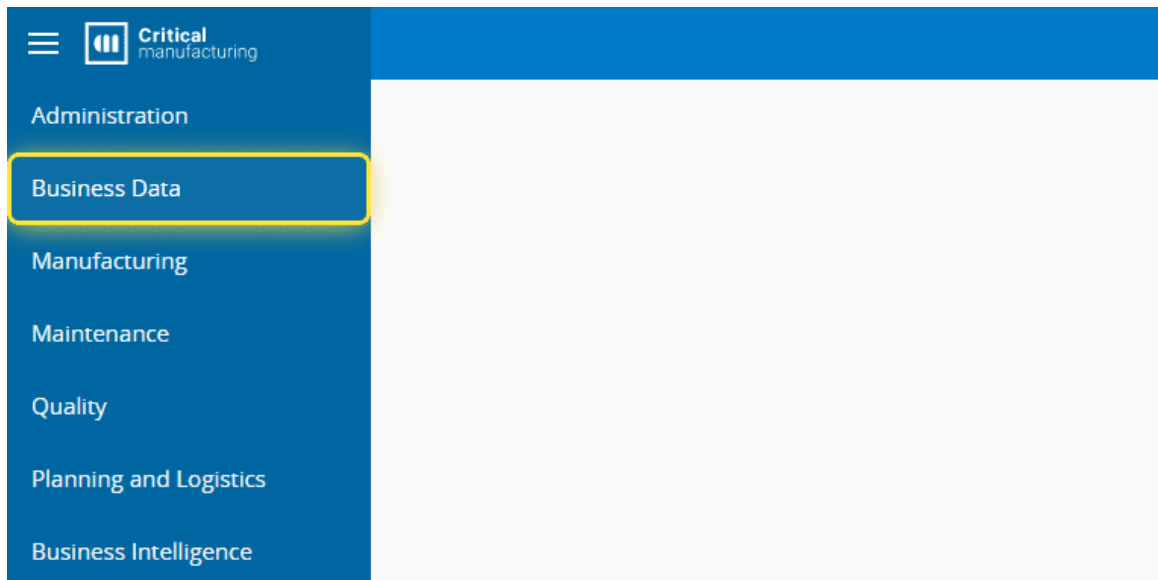 Critical
manufacturing
Administration
Business Data
Manufacturing
Maintenance
Quality
Planning and Logistics
Business Intelligence